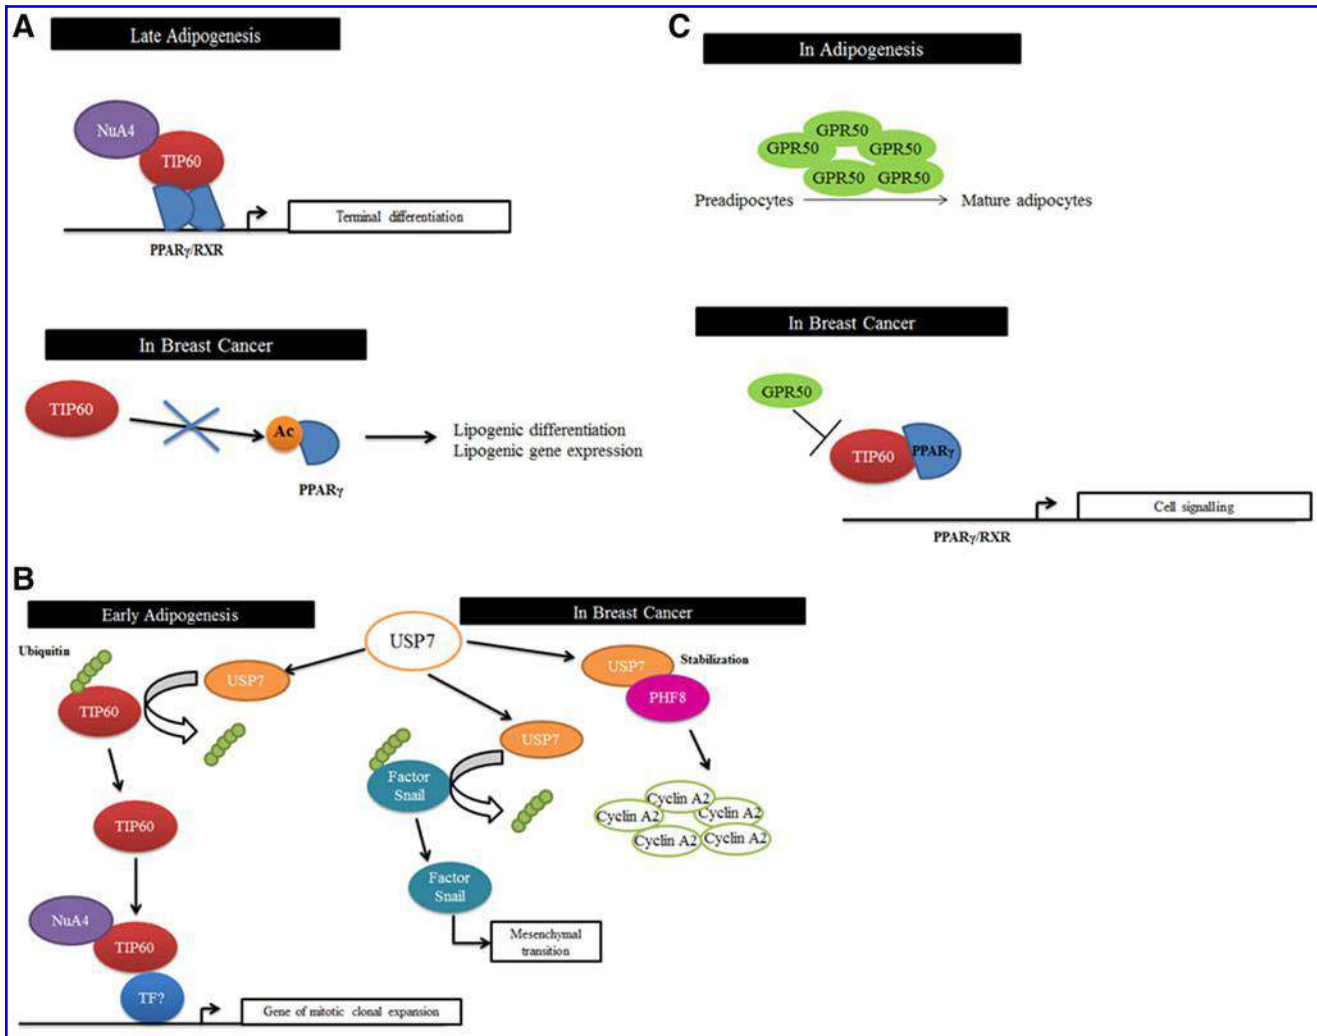 A
Late Adipogenesis
NuA4
TIP60
PPARγ/RXR
Terminal differentiation
In Breast Cancer
TIP60
Ac
PPARγ
Lipogenic differentiation
Lipogenic gene expression
C
In Adipogenesis
GPR50
GPR50
GPR50
GPR50
GPR50
Preadipocytes
Mature adipocytes
In Breast Cancer
GPR50
TIP60
PPARγ
Cell signalling
PPARγ/RXR
B
Early Adipogenesis
Ubiquitin
TIP60
USP7
TIP60
NuA4
TIP60
TF?
Gene of mitotic clonal expansion
USP7
In Breast Cancer
USP7
Stabilization
PHF8
USP7
Factor
Snail
Factor
Snail
Mesenchymal
transition
Cyclin A2
Cyclin A2
Cyclin A2
Cyclin A2
Cyclin A2